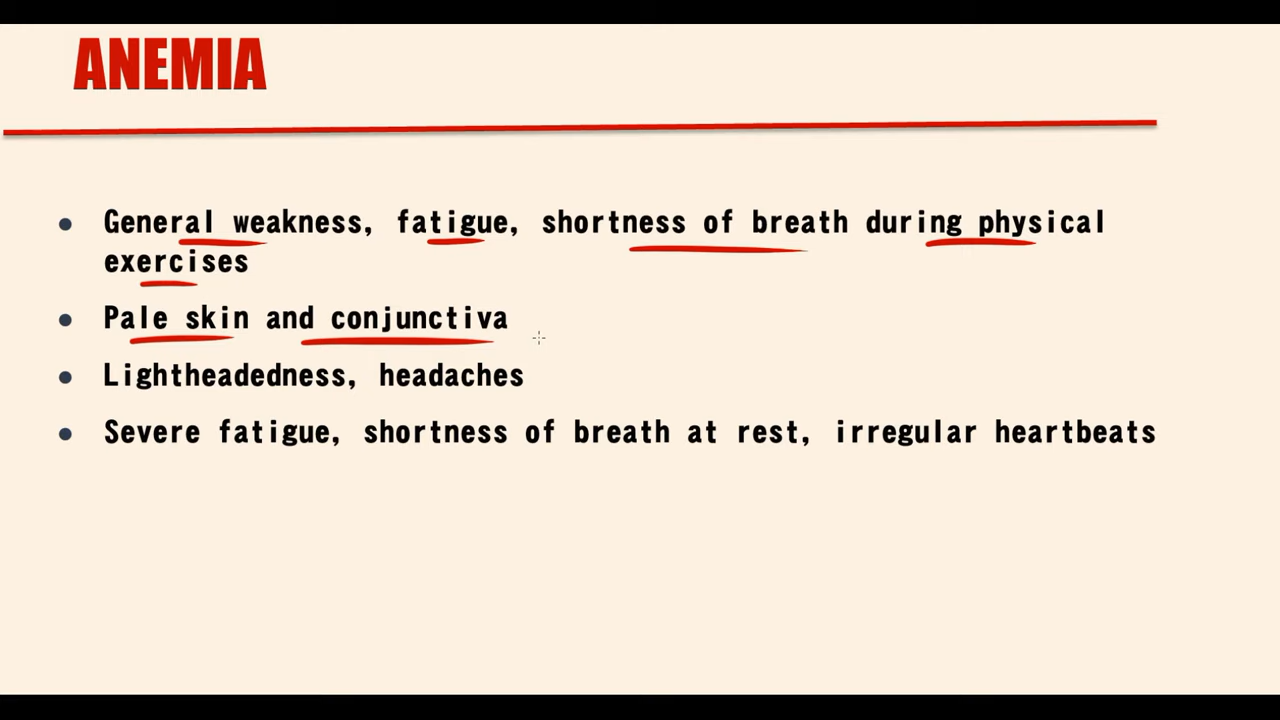 ANEMIA
● General weakness, fatigue, shortness of breath during physical
exercises
● Pale skin and conjunctiva
● Lightheadedness, headaches
● Severe fatigue, shortness of breath at rest, irregular heartbeats